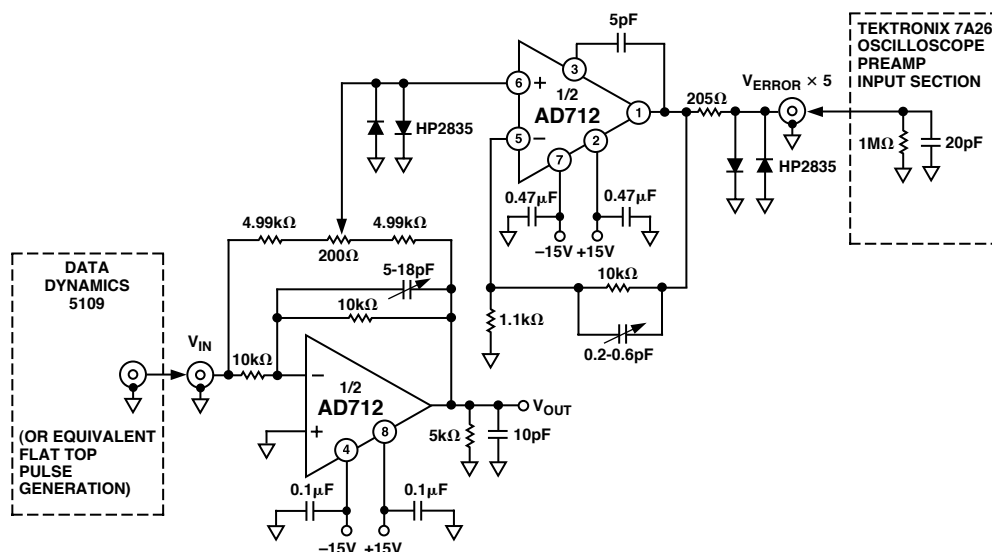 5pF
TEKTRONIX 7A26
OSCILLOSCOPE
PREAMP
INPUT SECTION
3
6
+
1/2
AD712
1
5
−
2
7
HP2835
205Ω
VERROR × 5
1MΩ
20pF
HP2835
0.47μF
0.47μF
−15V
+15V
4.99kΩ
200Ω
4.99kΩ
5-18pF
10kΩ
10kΩ
1.1kΩ
0.2-0.6pF
DATA
DYNAMICS
5109
VIN
10kΩ
−
1/2
AD712
+
4
8
VOUT
5kΩ
10pF
(OR EQUIVALENT
FLAT TOP
PULSE
GENERATION)
0.1μF
0.1μF
−15V
+15V